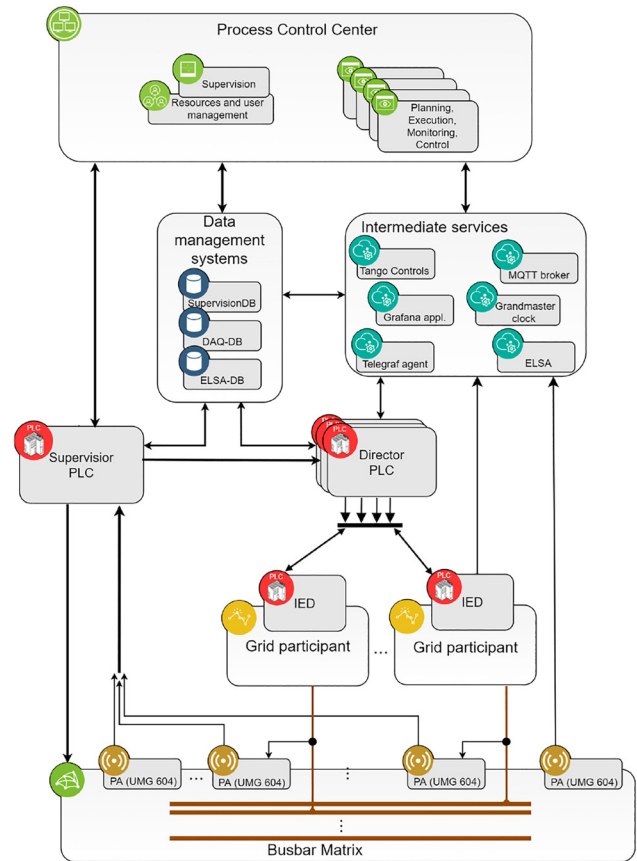 Process Control Center
Supervision
Resources and user
management
Planning,
Execution,
Monitoring,
Control
Data
management
systems
SupervisionDB
DAQ-DB
ELSA-DB
Intermediate services
Tango Controls
MQTT broker
Grafana appl.
Grandmaster
clock
Telegraf agent
ELSA
PLC
Supervisior
PLC
PLC
PLC
PLC
Director
PLC
PLC
IED
Grid participant
...
PLC
IED
Grid participant
PA (UMG 604)
...
PA (UMG 604)
...
PA (UMG 604)
PA (UMG 604)
...
Busbar Matrix